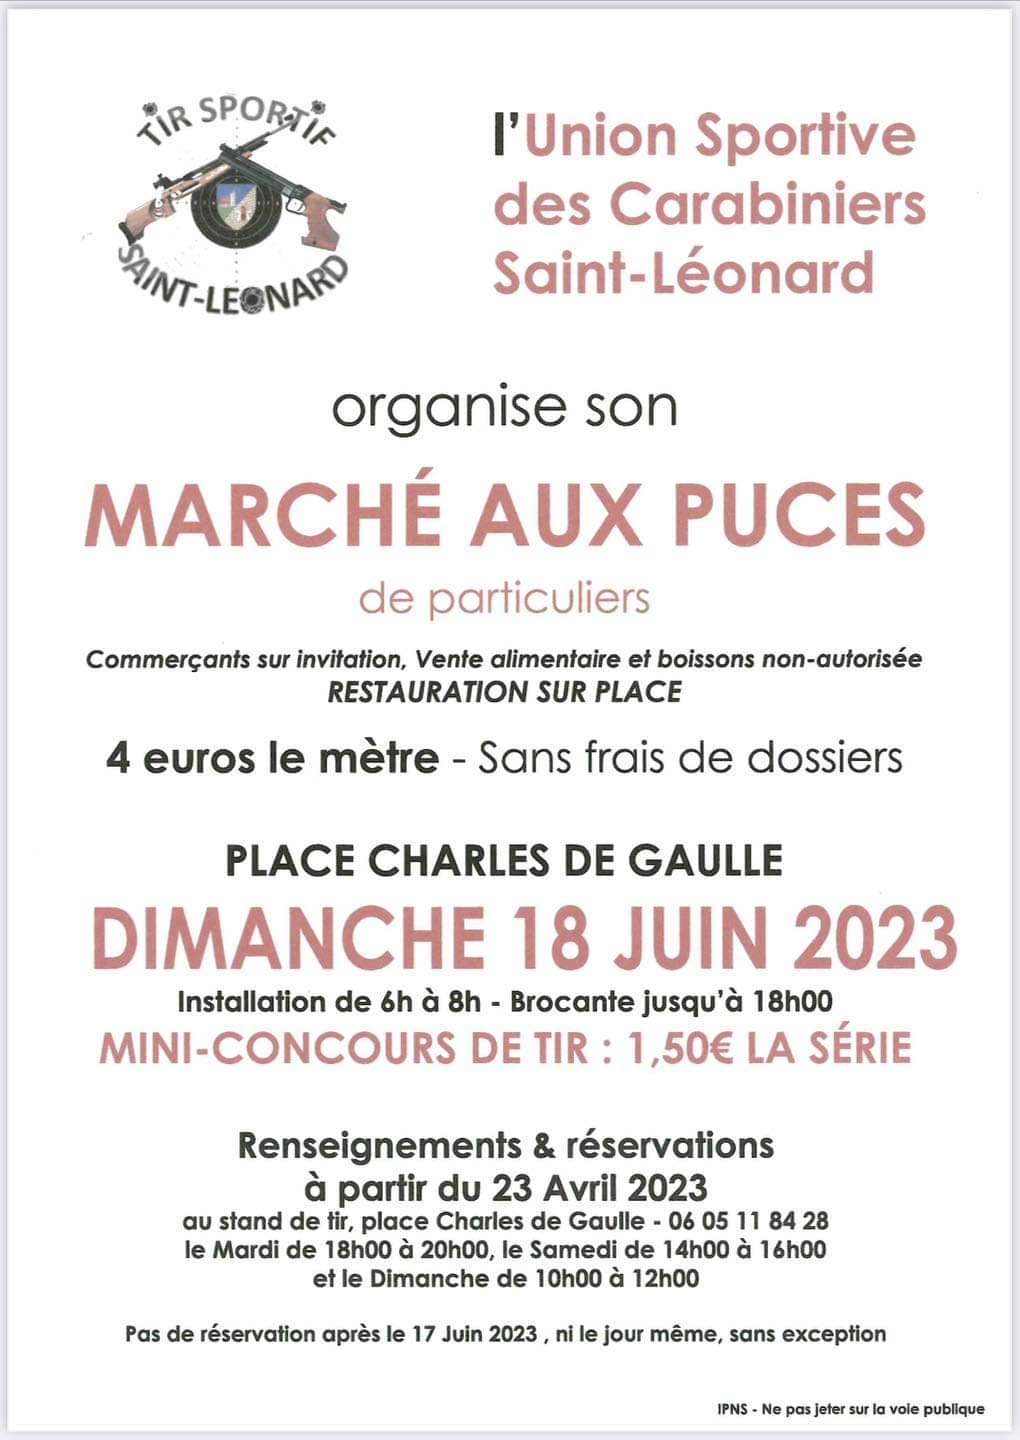 TIR SPORTIF
SAINT-LEONARD
l'Union Sportive
des Carabiniers
Saint-Léonard
organise son
MARCHÉ AUX PUCES
de particuliers
Commerçants sur invitation, Vente alimentaire et boissons non-autorisée
RESTAURATION SUR PLACE
4 euros le mètre - Sans frais de dossiers
PLACE CHARLES DE GAULLE
DIMANCHE 18 JUIN 2023
Installation de 6h à 8h - Brocante jusqu'à 18h00
MINI-CONCOURS DE TIR : 1,50€ LA SÉRIE
Renseignements & réservations
à partir du 23 Avril 2023
au stand de tir, place Charles de Gaulle - 06 05 11 84 28
le Mardi de 18h00 à 20h00, le Samedi de 14h00 à 16h00
et le Dimanche de 10h00 à 12h00
Pas de réservation après le 17 Juin 2023 , ni le jour même, sans exception
IPNS - Ne pas jeter sur la voie publique